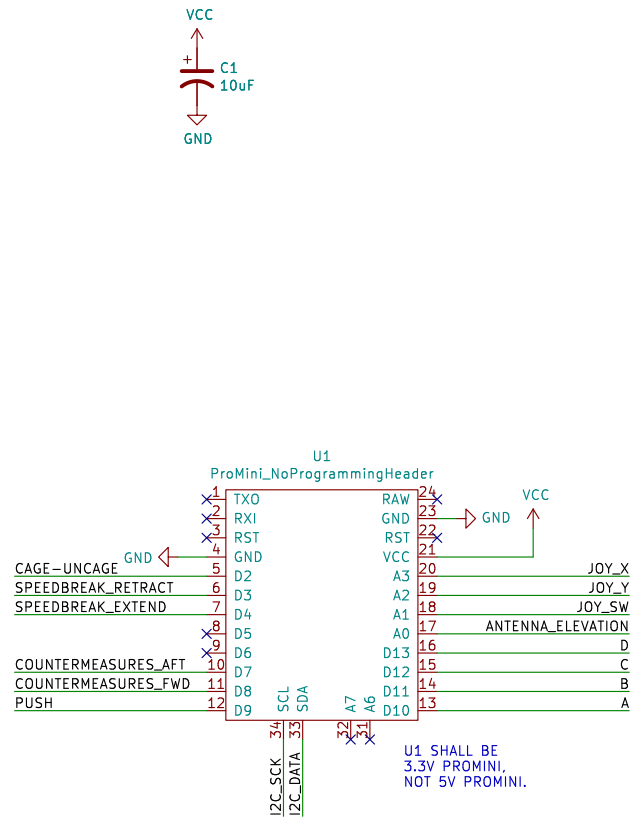 VCC
+
C1
10uF
GND
U1
ProMini_NoProgrammingHeader
1 TXO
2 RXI
3 RST
GND 4 GND
CAGE-UNCAGE 5 D2
SPEEDBREAK_RETRACT 6 D3
SPEEDBREAK_EXTEND 7 D4
8 D5
9 D6
COUNTERMEASURES_AFT 10 D7
COUNTERMEASURES_FWD 11 D8
PUSH 12 D9
RAW 24
GND 23 GND
RST 22
VCC 21 VCC
A3 20 JOY_X
A2 19 JOY_Y
A1 18 JOY_SW
A0 17 ANTENNA_ELEVATION
D13 16 D
D12 15 C
D11 14 B
D10 13 A
SCL 34 I2C_SCK
SDA 33 I2C_DATA
A7 32
A6 31
U1 SHALL BE
3.3V PROMINI,
NOT 5V PROMINI.